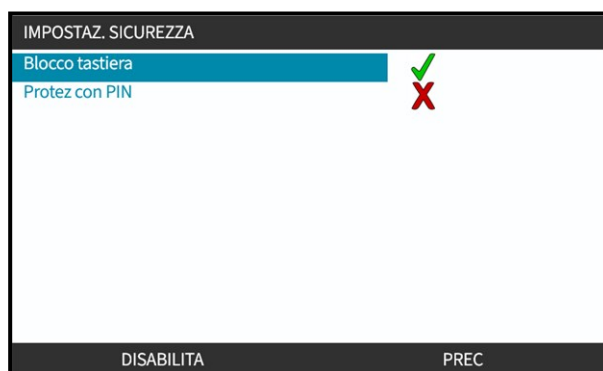 IMPOSTAZ. SICUREZZA
Blocco tastiera
Protez con PIN
DISABILITA PREC